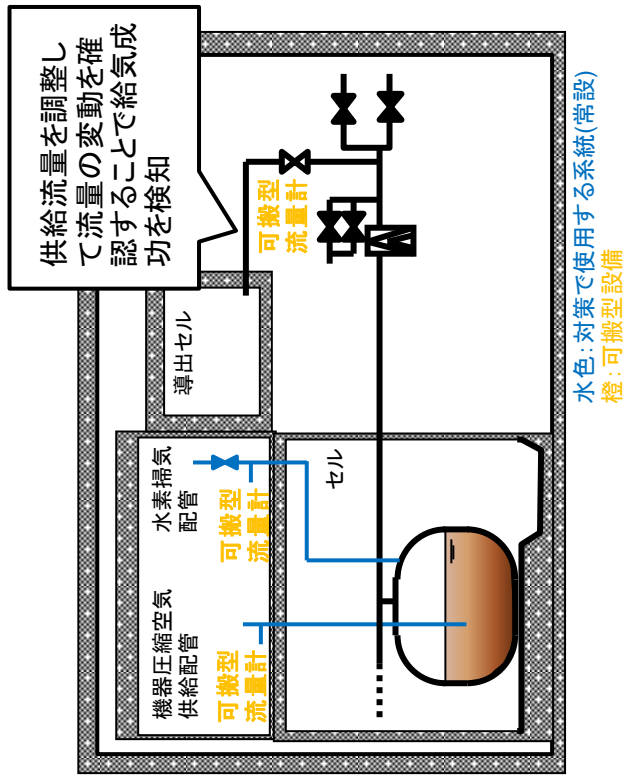 供給流量を調整し
て流量の変動を確
認することで給気成
功を検知
導出セル
可搬型
流量計
水素掃気
配管
可搬型
流量計
機器圧縮空気
供給配管
可搬型
流量計
セル
水色：対策で使用する系統(常設)
橙：可搬型設備